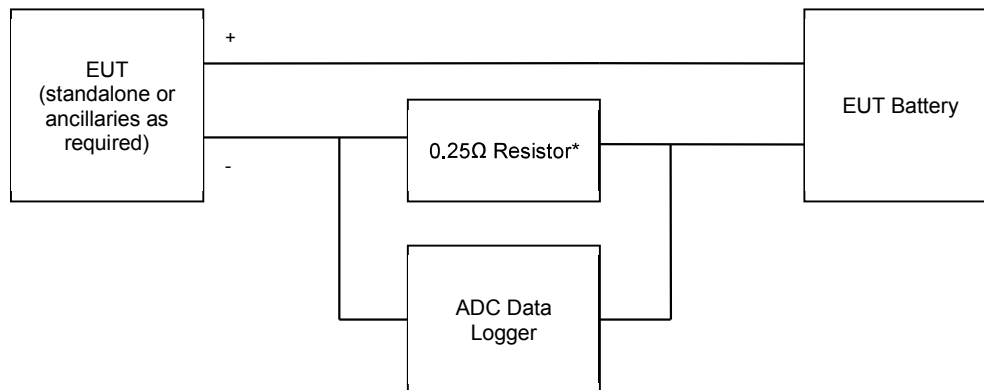 +
EUT
(standalone or
ancillaries as
required)
EUT Battery
-
0.25Ω Resistor*
ADC Data
Logger